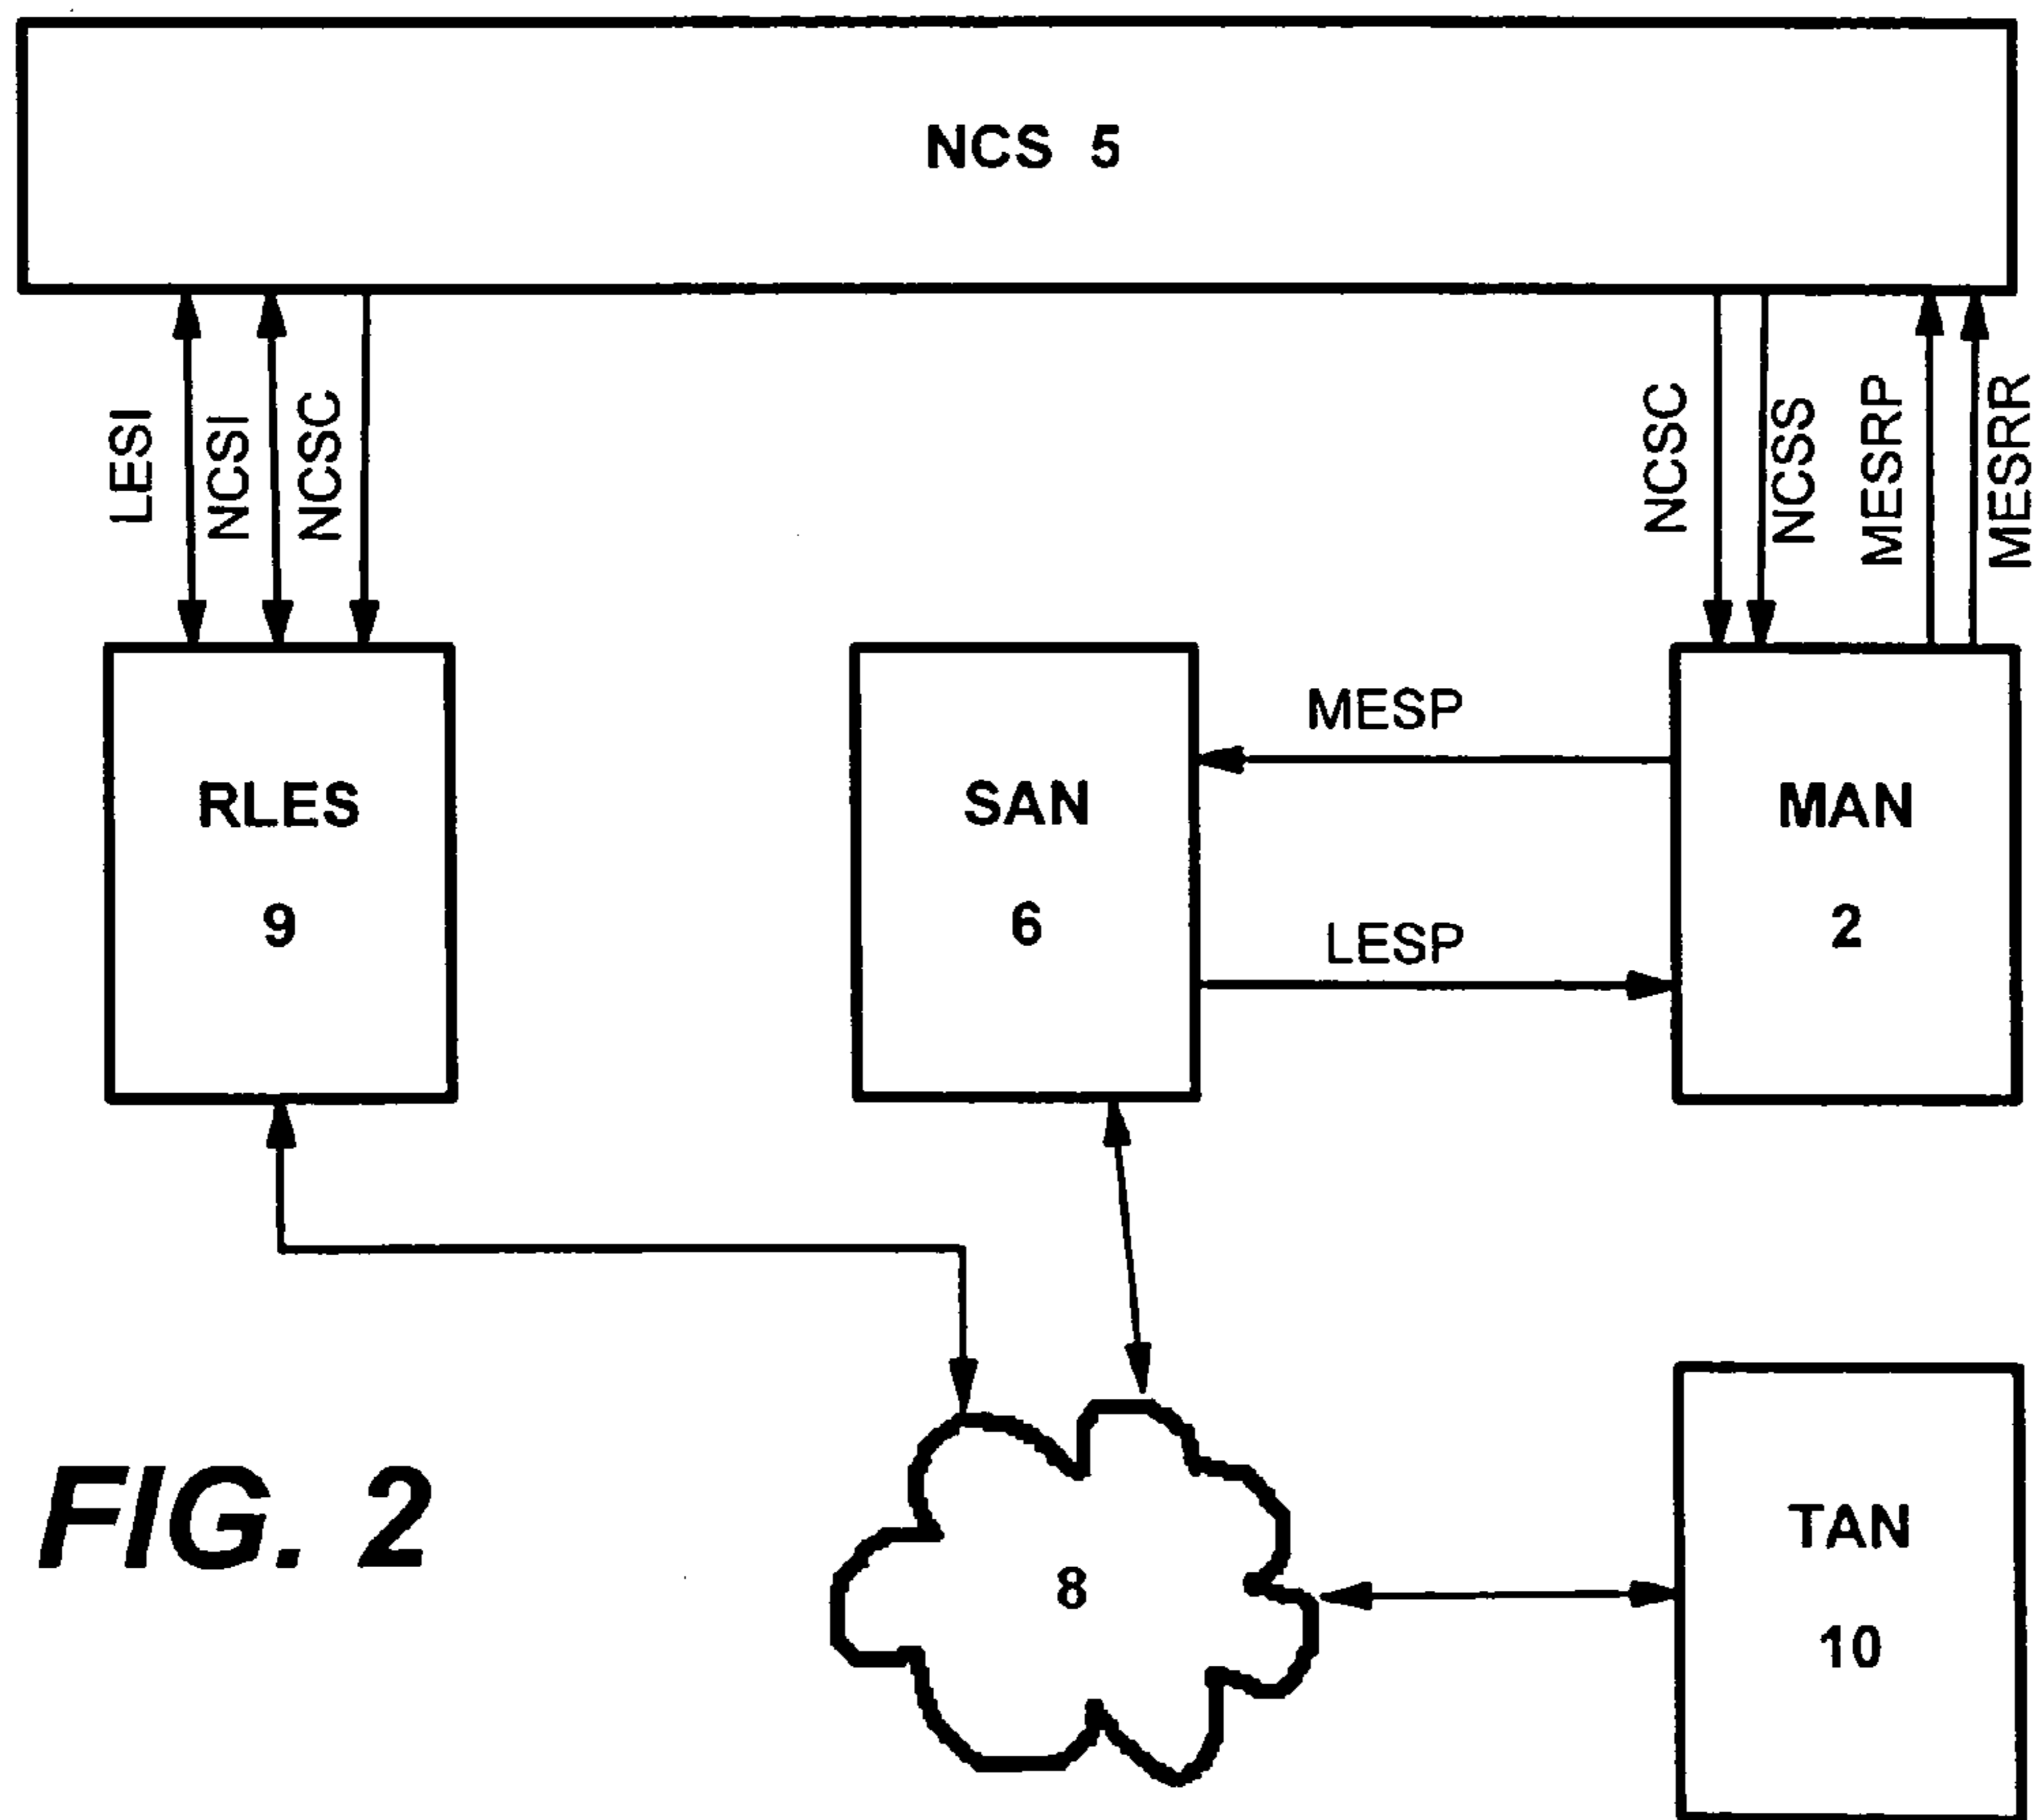 NCS 5
LESI
NCSI
NCSC
NCSC
NCSS
MESRP
MESRR
MESP
RLES
9
SAN
6
MAN
2
LESP
FIG. 2
8
TAN
10